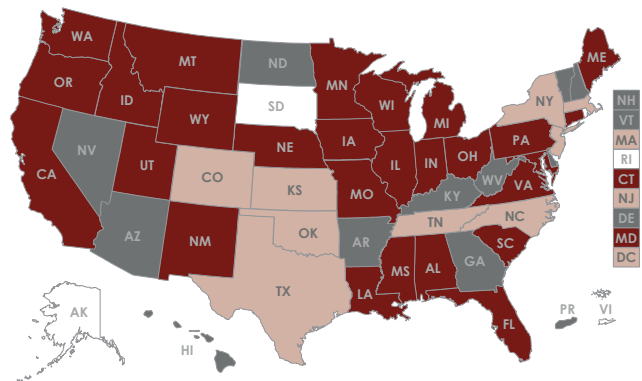 WA
MT
ND
MN
ME
OR
ID
SD
WI
MI
NY
NH
VT
WY
IA
PA
MA
NV
UT
NE
IL
IN
OH
RI
CA
CO
KS
MO
KY
WV
VA
CT
NJ
AZ
NM
OK
AR
TN
NC
DE
MD
TX
LA
MS
AL
GA
SC
DC
AK
HI
FL
PR
VI